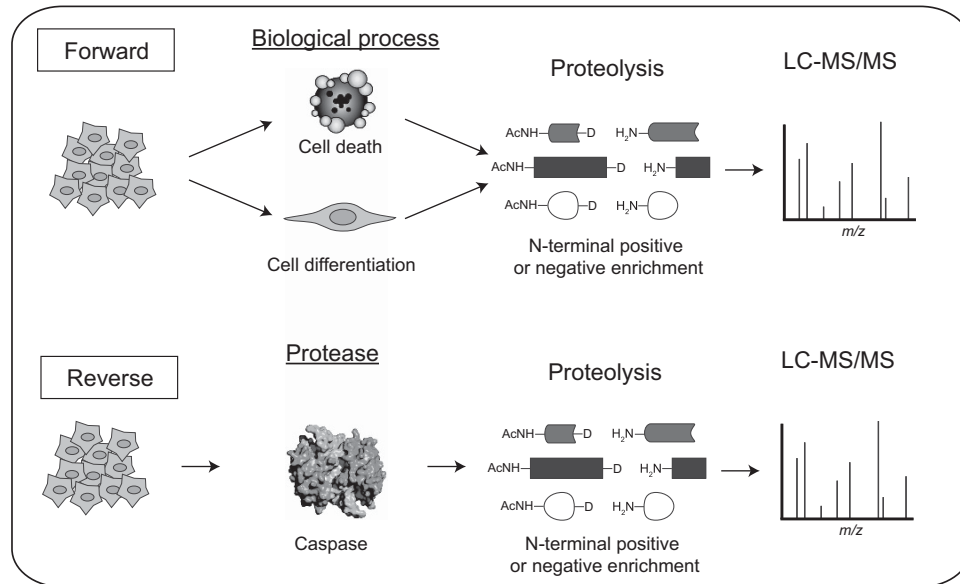 Forward
Biological process
Cell death
Cell differentiation
Proteolysis
AcNH
D
H₂N
AcNH
D
H₂N
AcNH
D
H₂N
N-terminal positive
or negative enrichment
LC-MS/MS
m/z
Reverse
Protease
Caspase
Proteolysis
AcNH
D
H₂N
AcNH
D
H₂N
AcNH
D
H₂N
N-terminal positive
or negative enrichment
LC-MS/MS
m/z